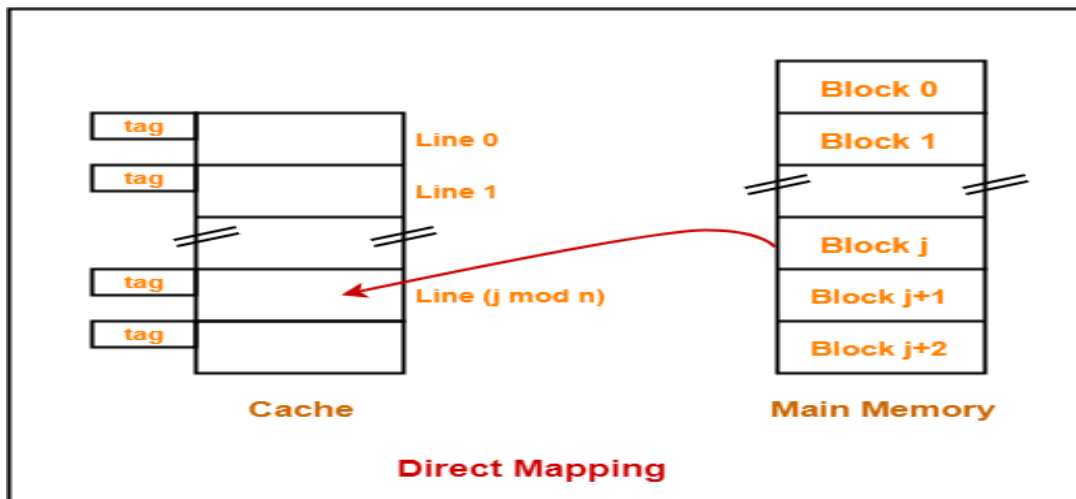 tag
Line 0
tag
Line 1
tag
Line (j mod n)
tag
Cache
Block 0
Block 1
Block j
Block j+1
Block j+2
Main Memory
Direct Mapping